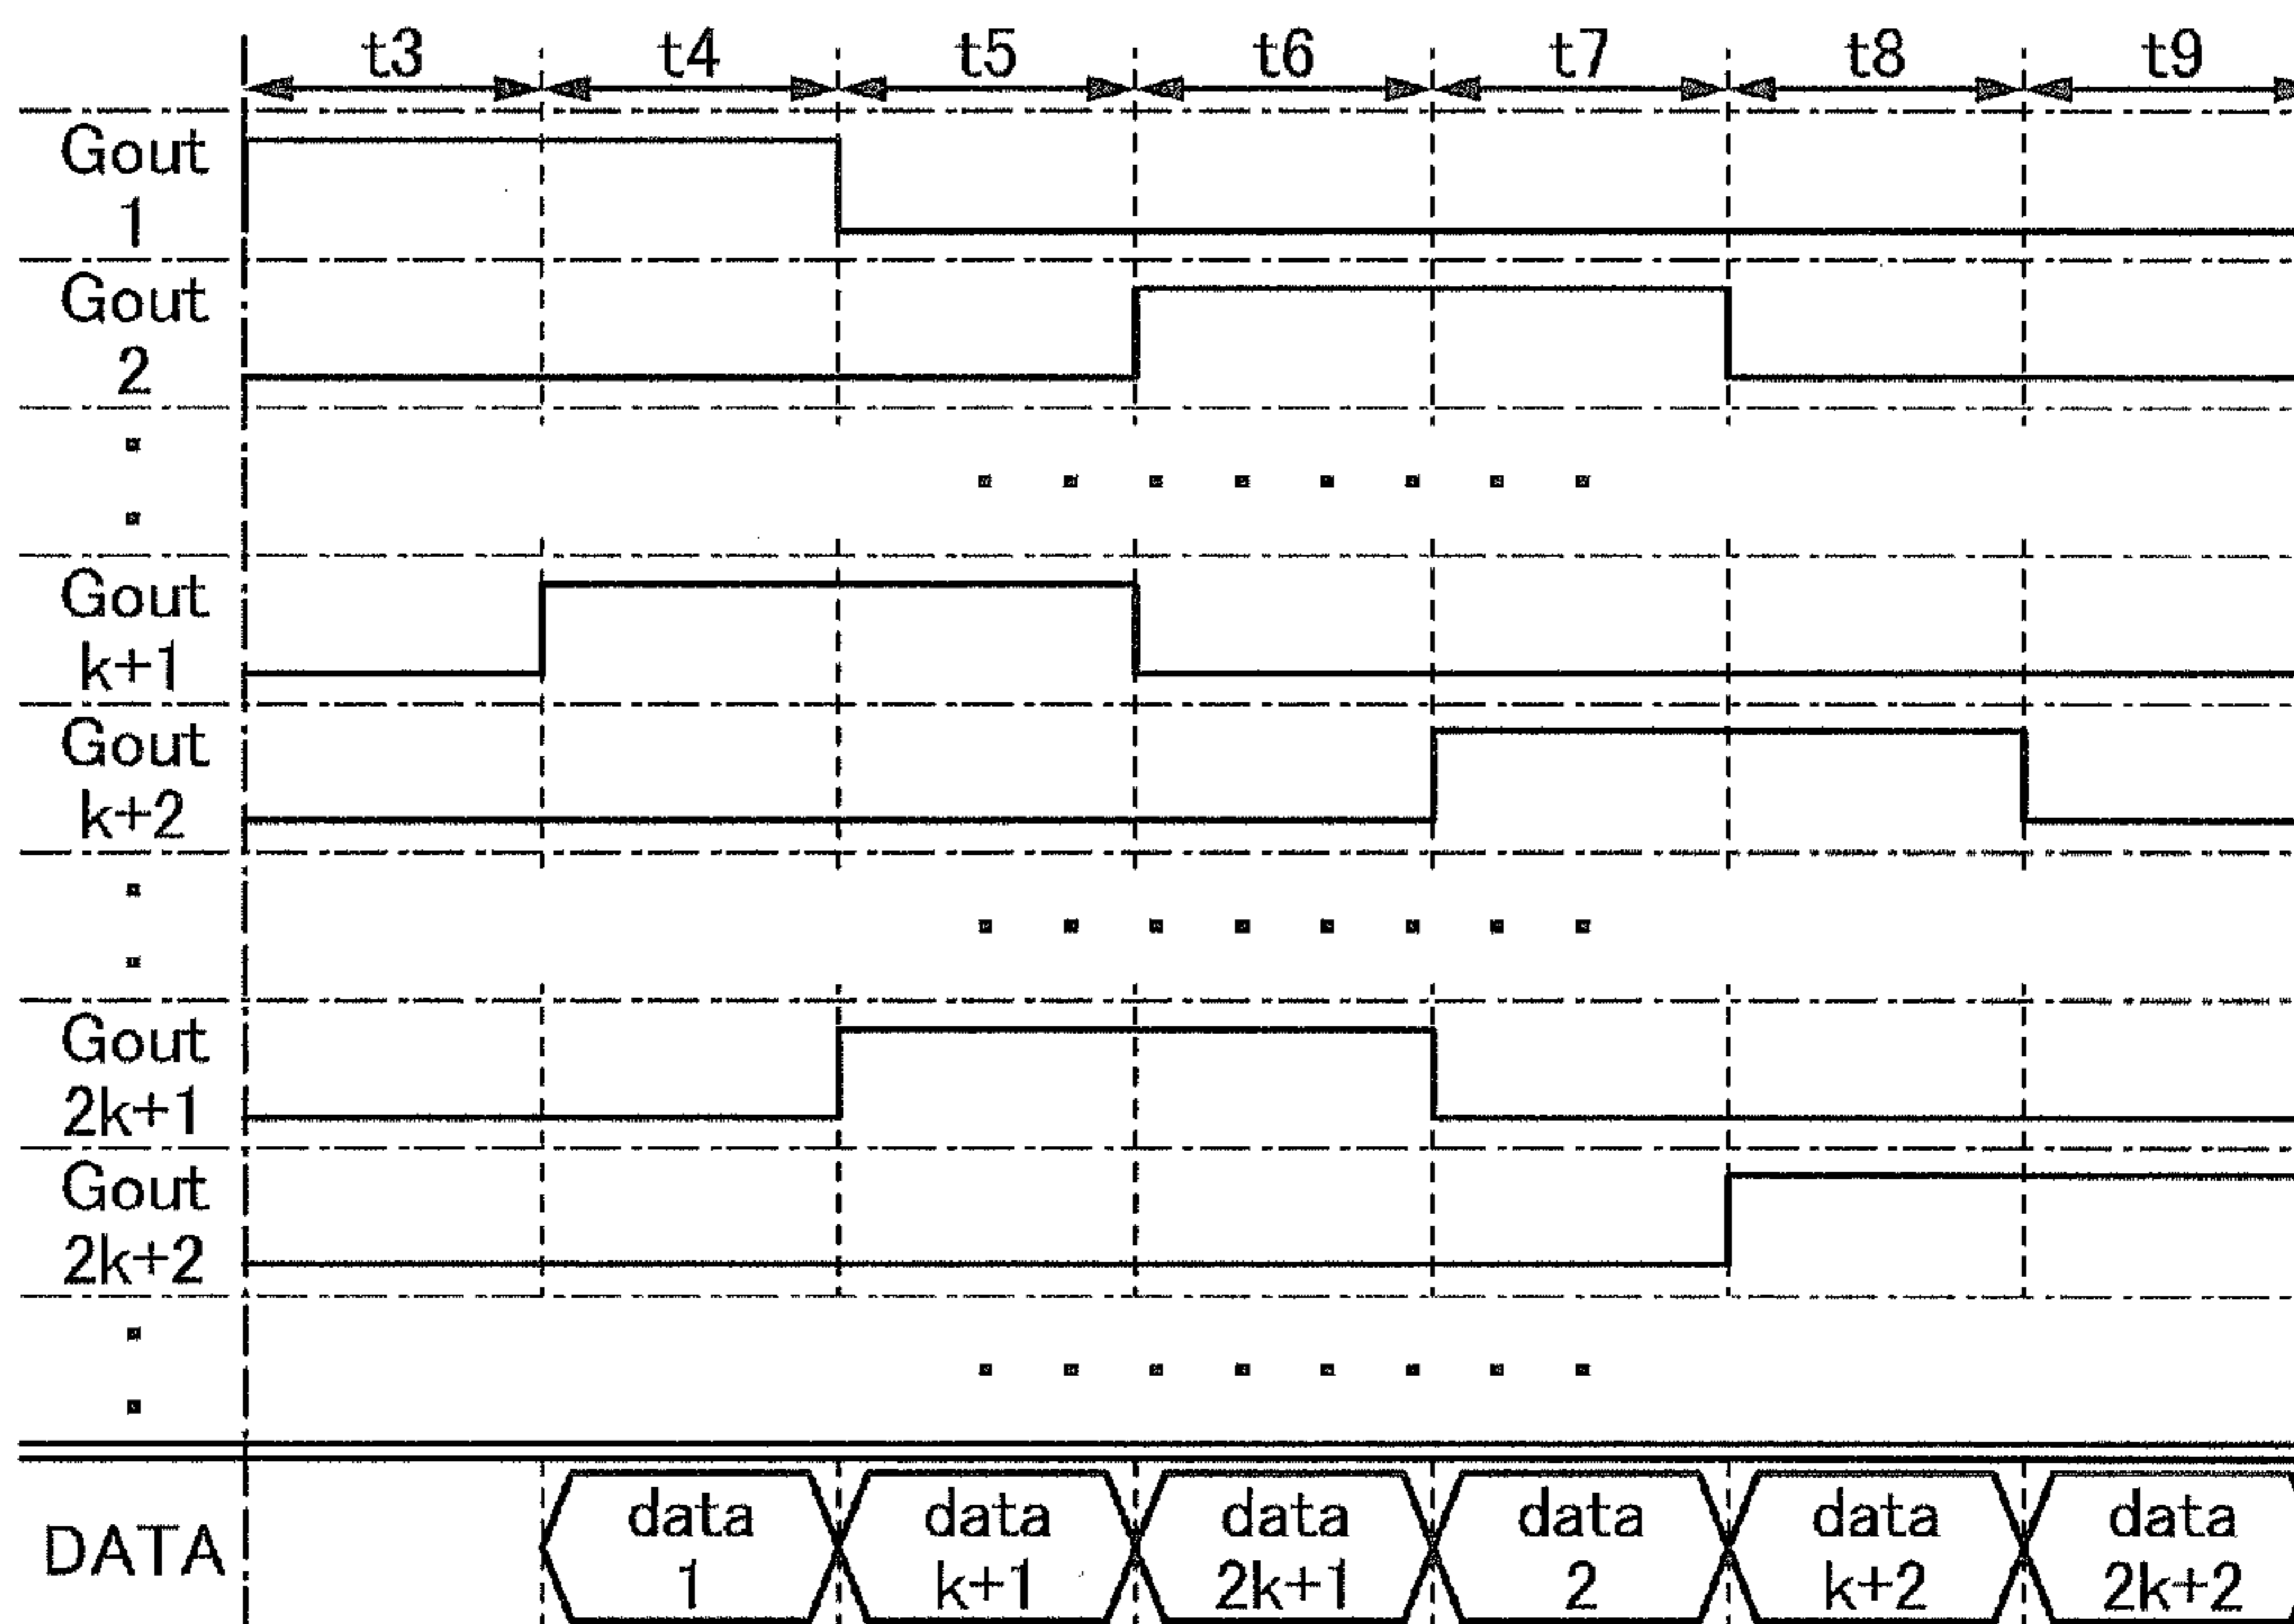 t3 t4 t5 t6 t7 t8 t9
Gout
1
Gout
2
Gout
k+1
Gout
k+2
Gout
2k+1
Gout
2k+2
DATA
data
1
data
k+1
data
2k+1
data
2
data
k+2
data
2k+2